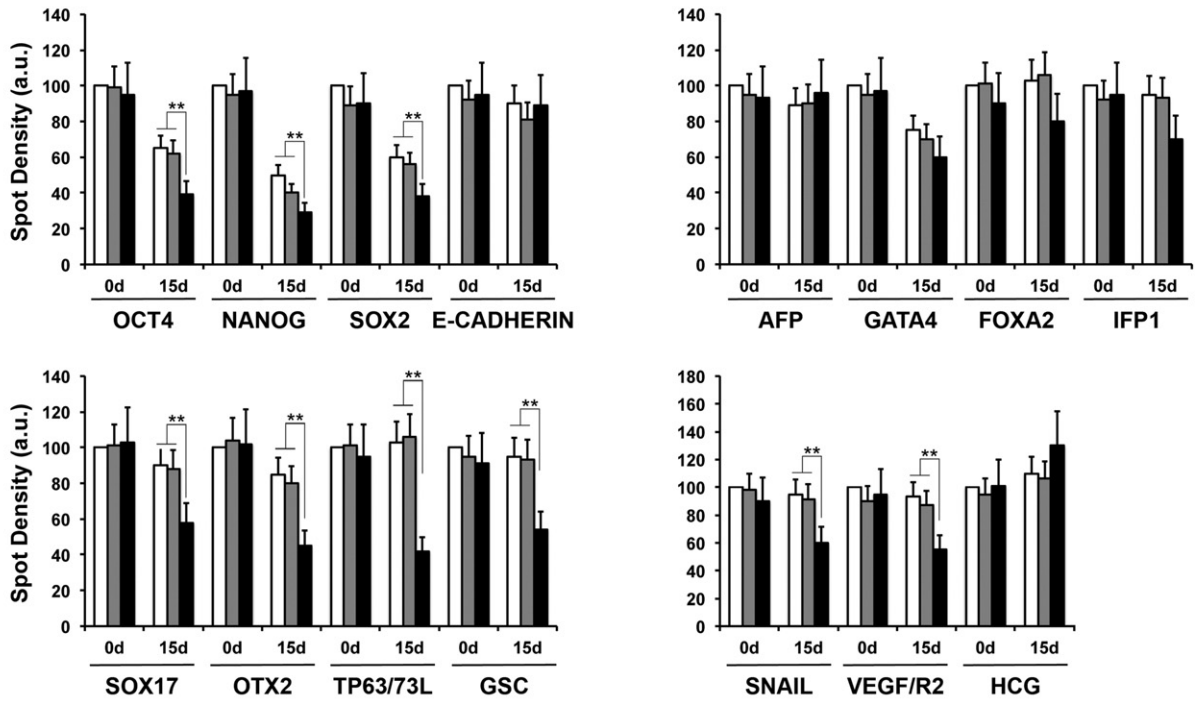 140
120
100
80
60
40
20
0
Spot Density (a.u.)
** ** **
0d 15d 0d 15d 0d 15d 0d 15d
OCT4 NANOG SOX2 E-CADHERIN
140
120
100
80
60
40
20
0
0d 15d 0d 15d 0d 15d 0d 15d
AFP GATA4 FOXA2 IFP1
140
120
100
80
60
40
20
0
Spot Density (a.u.)
** ** ** **
0d 15d 0d 15d 0d 15d 0d 15d
SOX17 OTX2 TP63/73L GSC
180
160
140
120
100
80
60
40
20
0
** **
0d 15d 0d 15d 0d 15d
SNAIL VEGF/R2 HCG